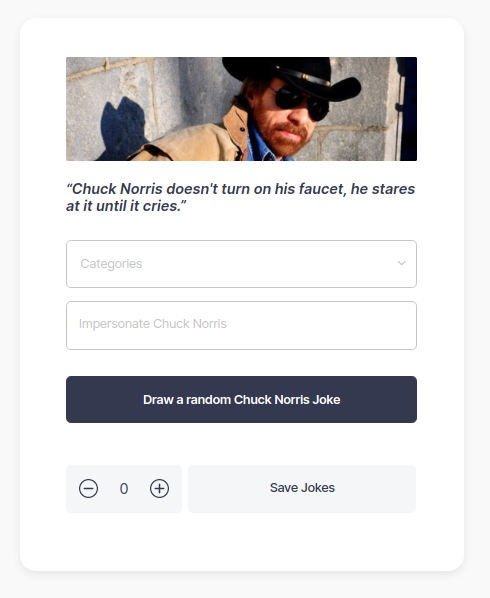 “Chuck Norris doesn't turn on his faucet, he stares
at it until it cries.”
Categories
Impersonate Chuck Norris
Draw a random Chuck Norris Joke
0
Save Jokes